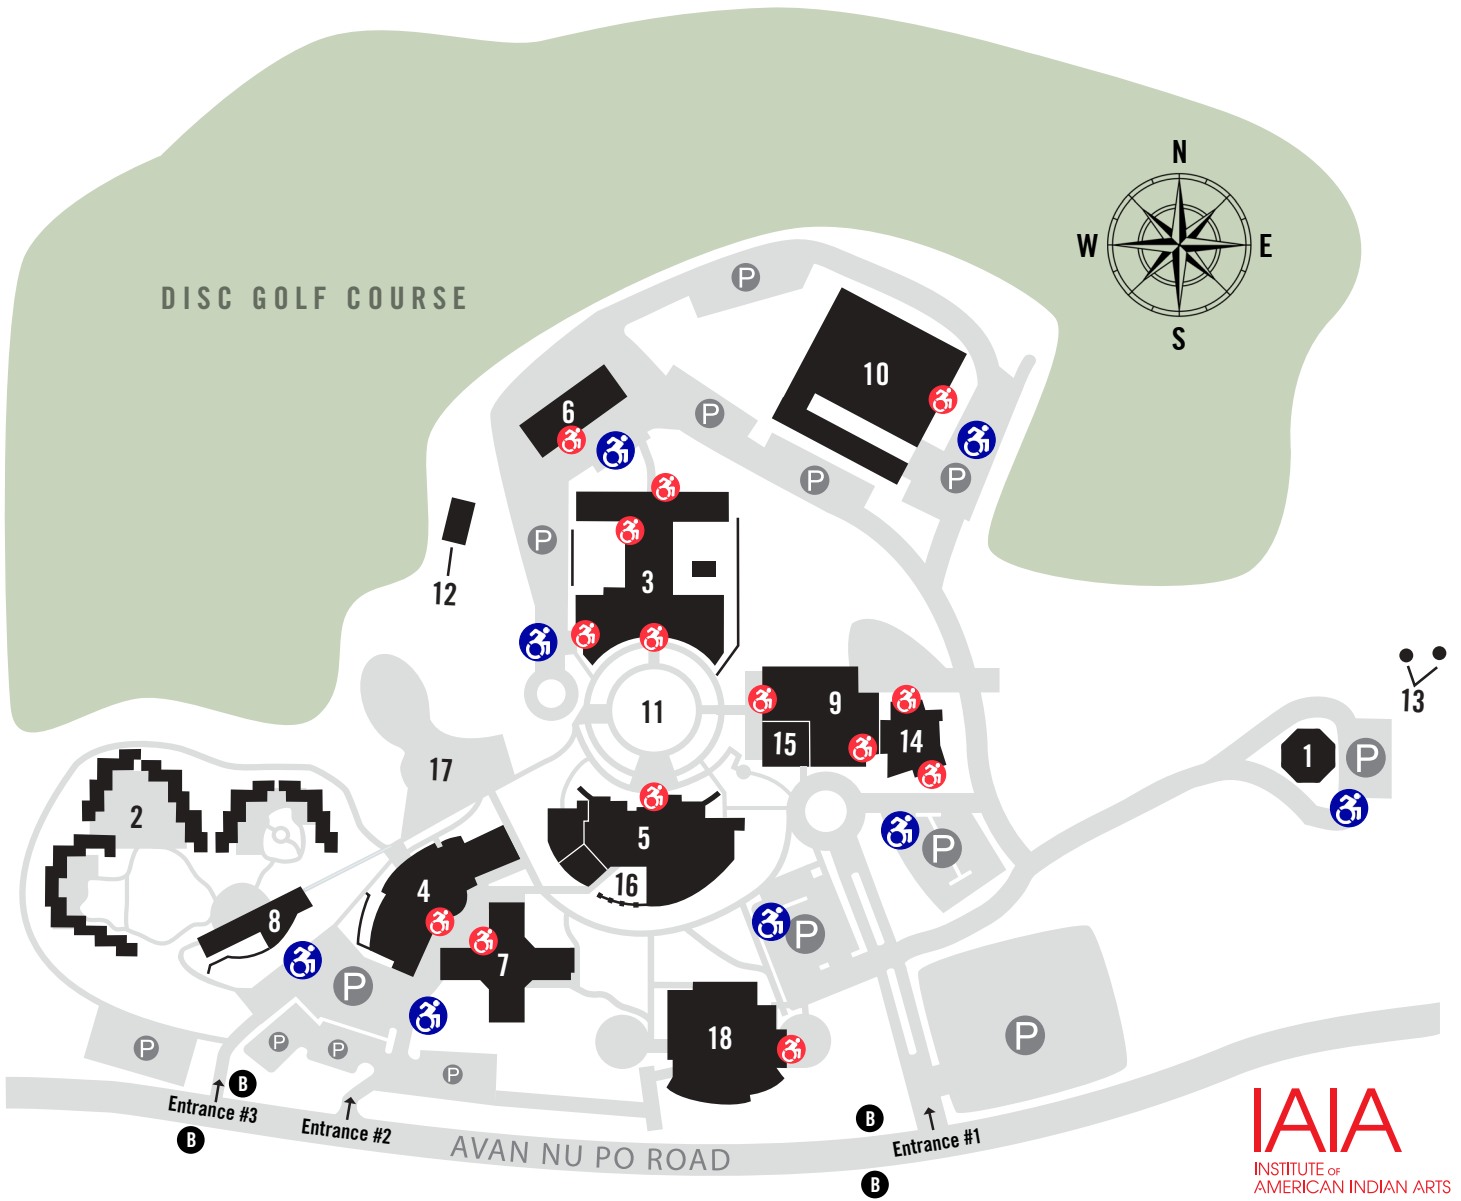 N
W E
S
DISC GOLF COURSE
P
10
6
P
P
P
P
3
12
11
9
15
14
13
1
P
17
2
5
16
P
4
8
7
P
P
18
P
P
P
P
P
B
Entrance #3
B
Entrance #2
AVAN NU PO ROAD
B
Entrance #1
B
IAIA
INSTITUTE OF
AMERICAN INDIAN ARTS